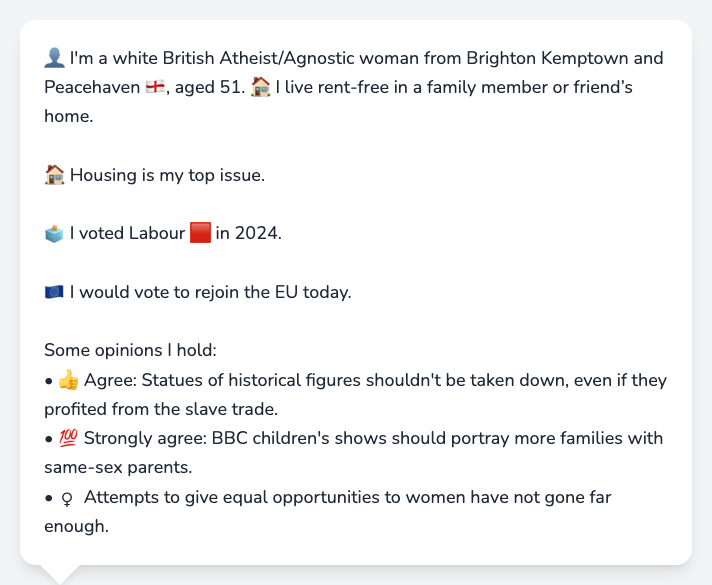 👤 I'm a white British Atheist/Agnostic woman from Brighton Kemptown and
Peacehaven 🏴󠁧󠁢󠁥󠁮󠁧󠁿, aged 51. 🏠 I live rent-free in a family member or friend’s
home.
🏠 Housing is my top issue.
🗳️ I voted Labour 🟥 in 2024.
🇪🇺 I would vote to rejoin the EU today.
Some opinions I hold:
• 👍 Agree: Statues of historical figures shouldn't be taken down, even if they
profited from the slave trade.
• 💯 Strongly agree: BBC children's shows should portray more families with
same-sex parents.
• ♀ Attempts to give equal opportunities to women have not gone far
enough.